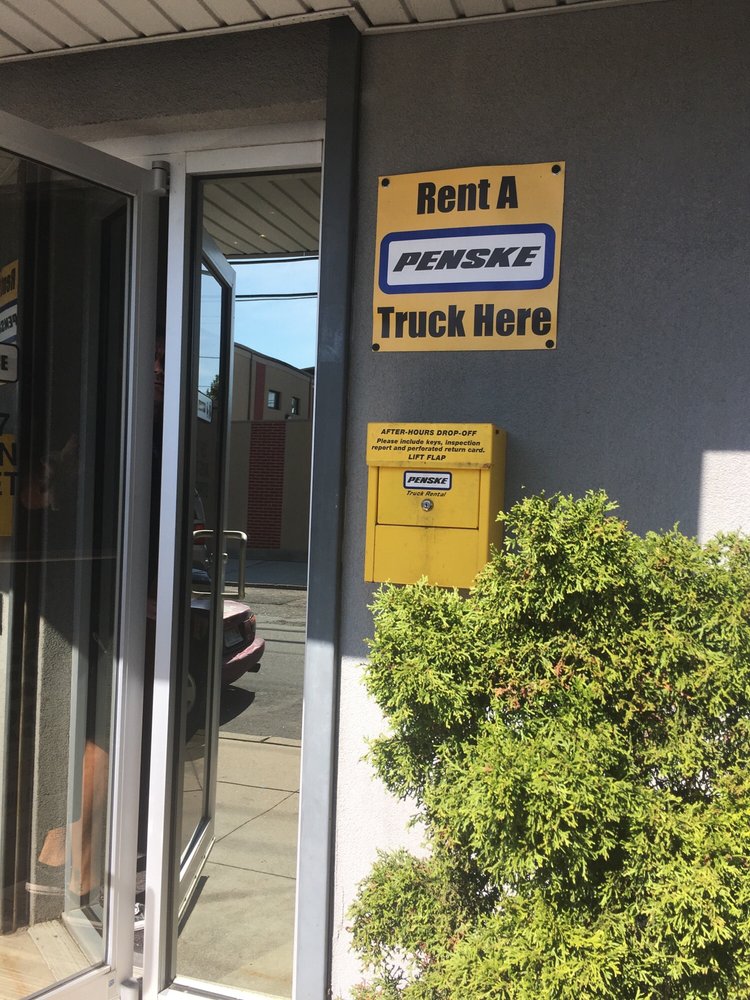 Rent A
PENSKE
Truck Here
AFTER-HOURS DROP-OFF
Please include keys, inspection
report and perforated return card.
LIFT FLAP
PENSKE
Truck Rental